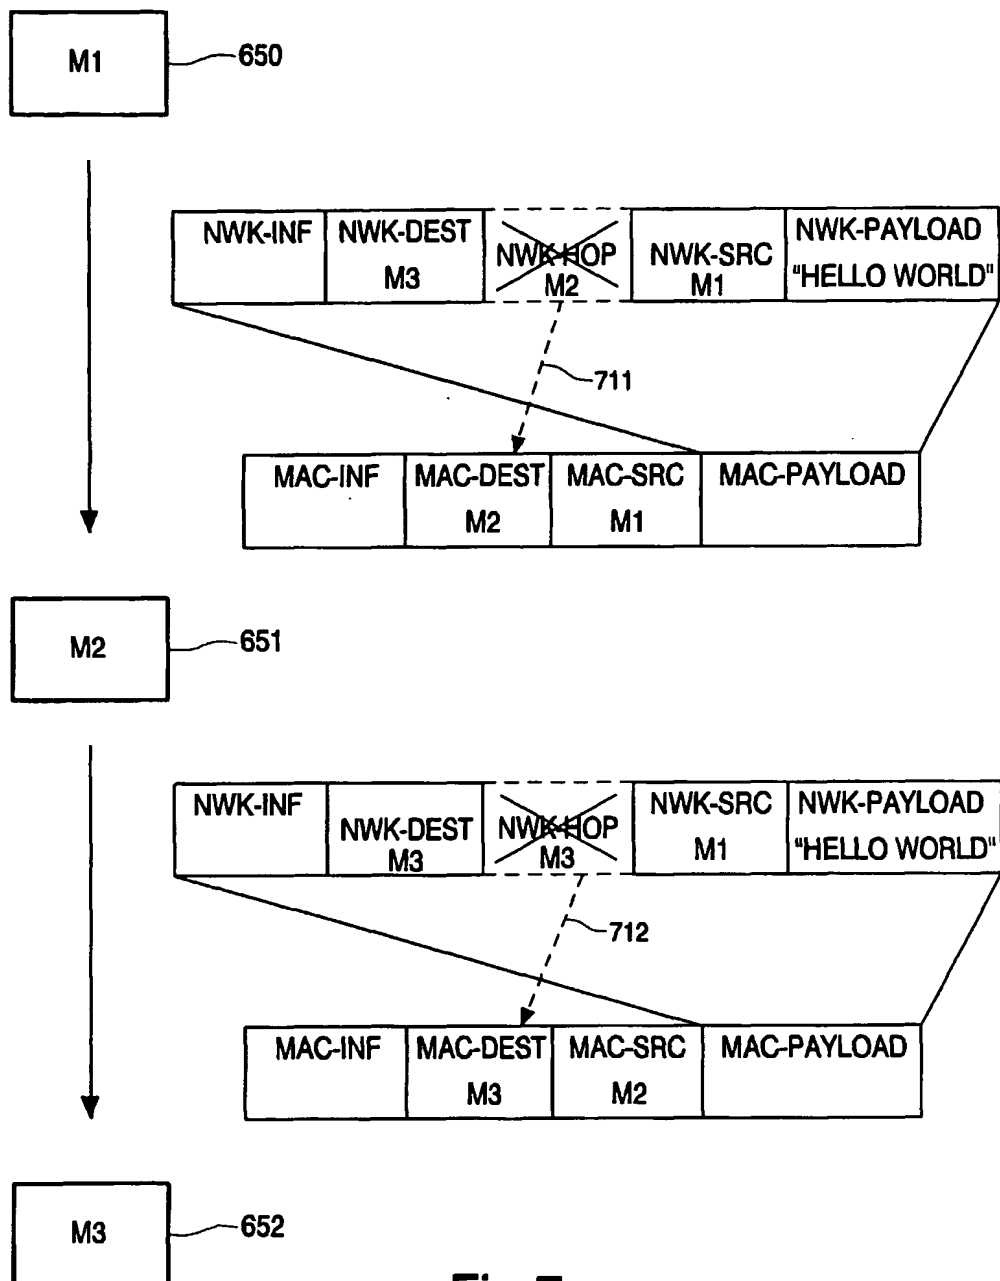 M1
650
NWK-INF
NWK-DEST
M3
NWK-HOP
M2
NWK-SRC
M1
NWK-PAYLOAD
"HELLO WORLD"
711
MAC-INF
MAC-DEST
M2
MAC-SRC
M1
MAC-PAYLOAD
M2
651
NWK-INF
NWK-DEST
M3
NWK-HOP
M3
NWK-SRC
M1
NWK-PAYLOAD
"HELLO WORLD"
712
MAC-INF
MAC-DEST
M3
MAC-SRC
M2
MAC-PAYLOAD
M3
652